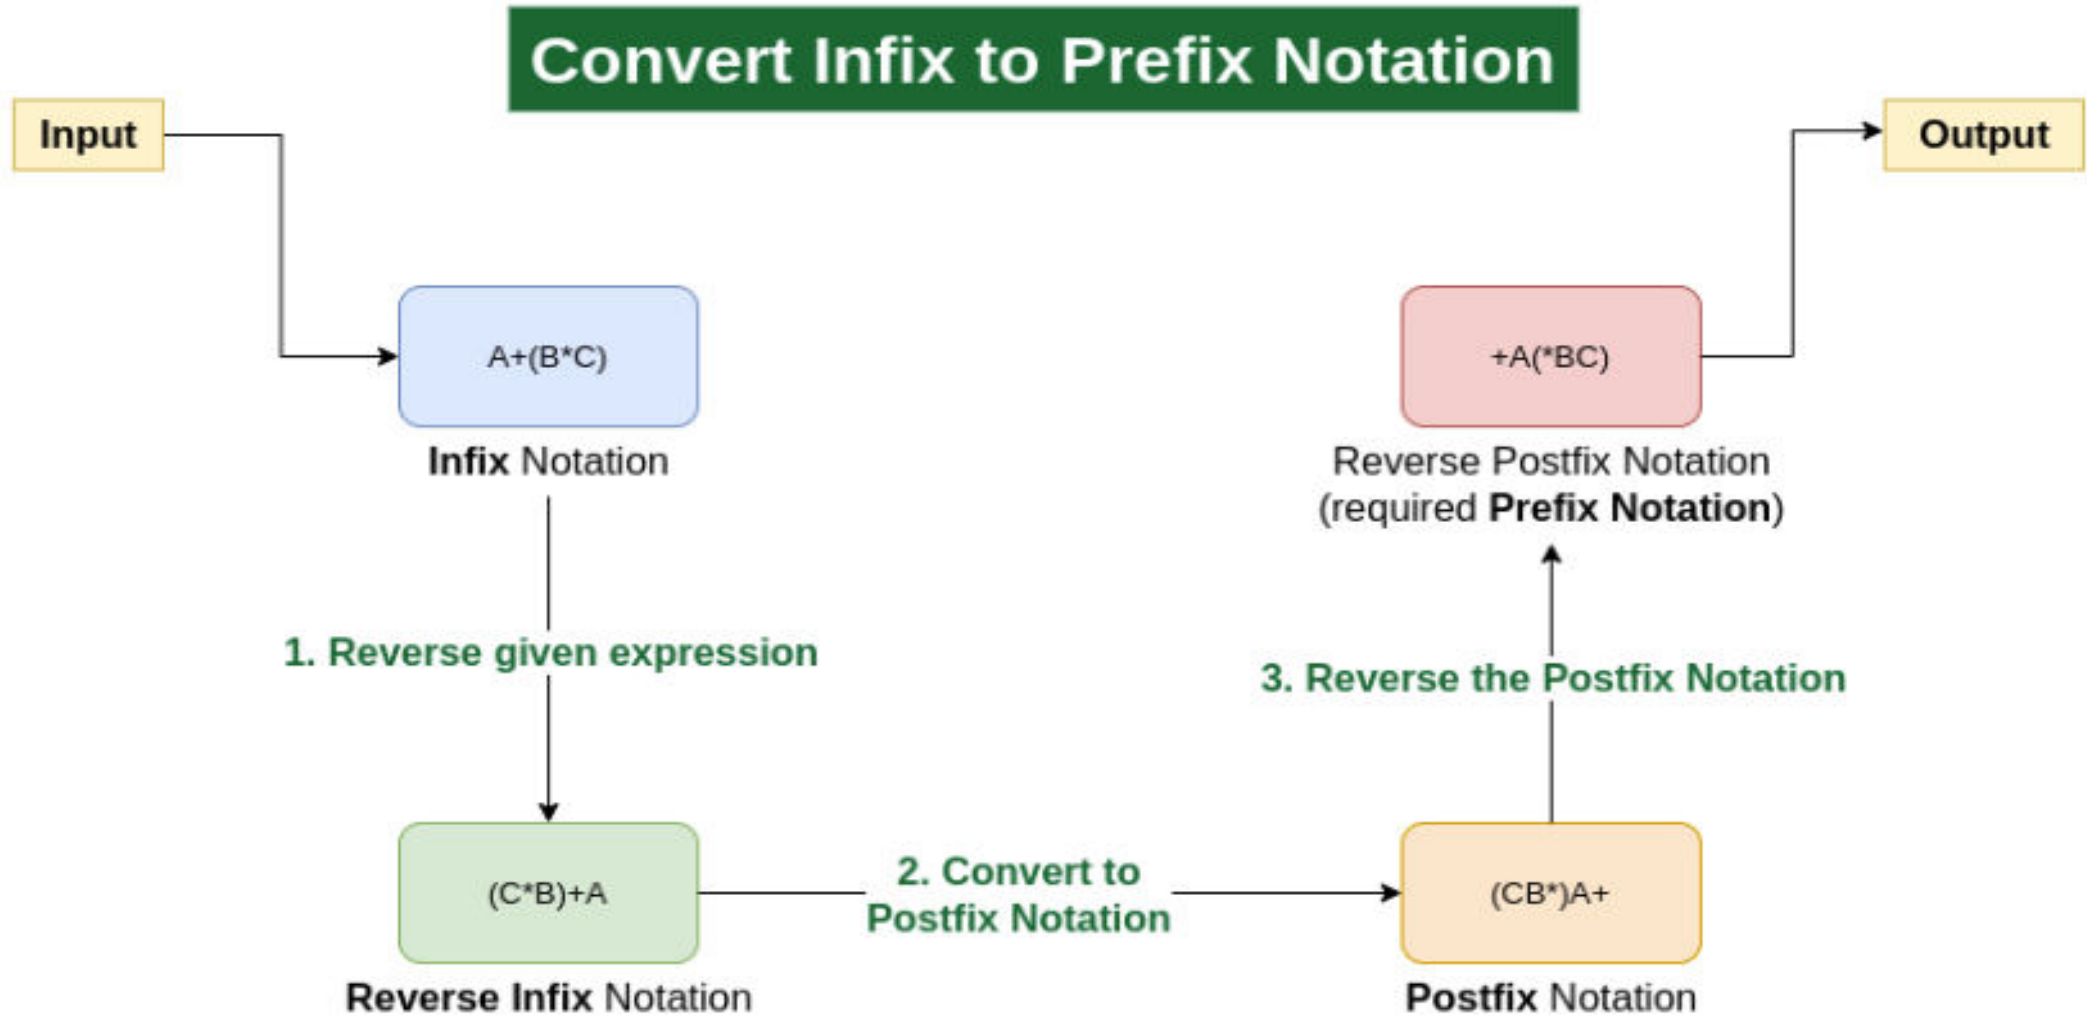 Convert Infix to Prefix Notation
Input
Output
A+(B*C)
Infix Notation
+A(*BC)
Reverse Postfix Notation
(required Prefix Notation)
1. Reverse given expression
3. Reverse the Postfix Notation
(C*B)+A
Reverse Infix Notation
2. Convert to
Postfix Notation
(CB*)A+
Postfix Notation